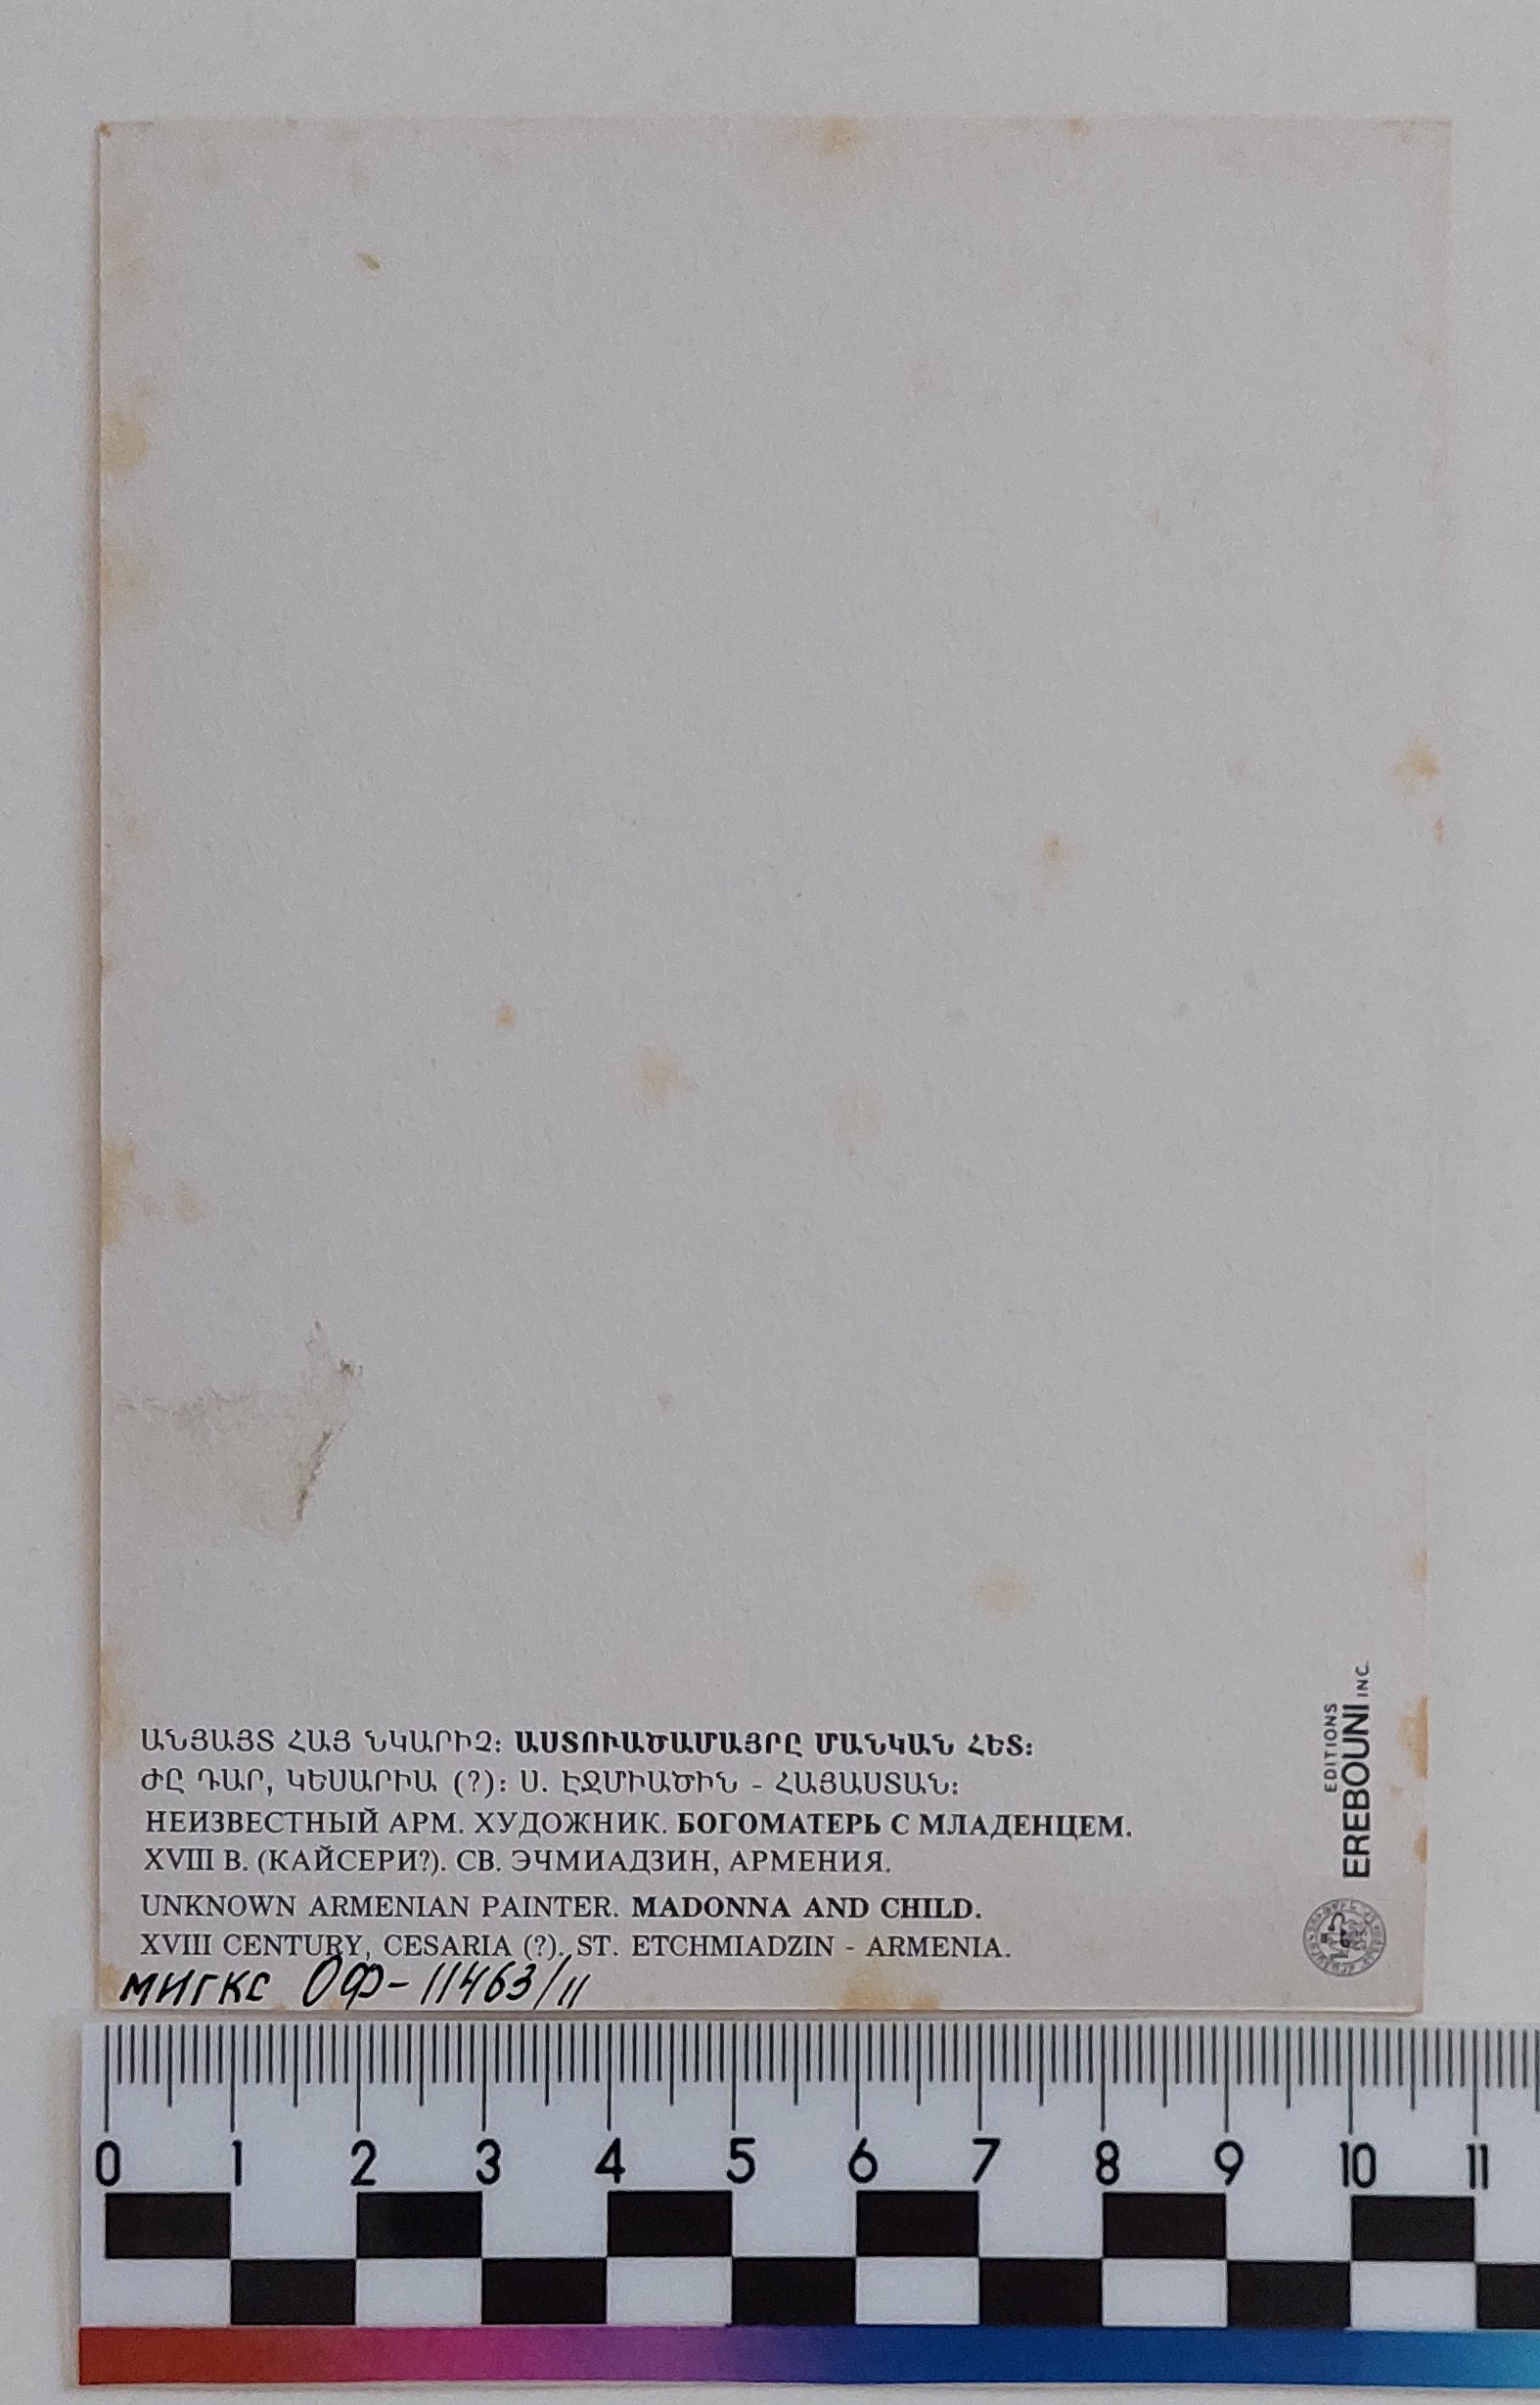 ԱՆՅԱՅՏ ՀԱՅ ՆԿԱՐԻՉ։ ԱՍՏՈՒԱԾԱՄԱՅՐԸ ՄԱՆԿԱՆ ՀԵՏ։
ԺԸ ԴԱՐ, ԿԵՍԱՐԻԱ (?)։ Ս. ԷՋՄԻԱԾԻՆ - ՀԱՅԱՍՏԱՆ։
НЕИЗВЕСТНЫЙ АРМ. ХУДОЖНИК. БОГОМАТЕРЬ С МЛАДЕНЦЕМ.
XVIII В. (КАЙСЕРИ?). СВ. ЭЧМИАДЗИН, АРМЕНИЯ.
UNKNOWN ARMENIAN PAINTER. MADONNA AND CHILD.
XVIII CENTURY, CESARIA (?). ST. ETCHMIADZIN - ARMENIA.
МИГКС ОФ-11463/11
EDITIONS
EREBOUNI INC.
0 1 2 3 4 5 6 7 8 9 10 11